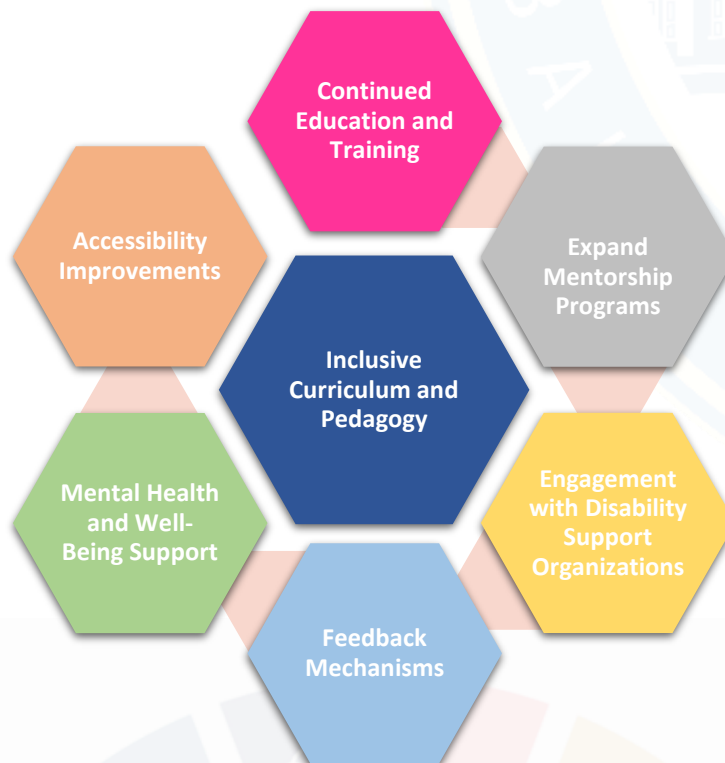 Continued
Education and
Training
Accessibility
Improvements
Expand
Mentorship
Programs
Inclusive
Curriculum and
Pedagogy
Mental Health
and Well-
Being Support
Engagement
with Disability
Support
Organizations
Feedback
Mechanisms